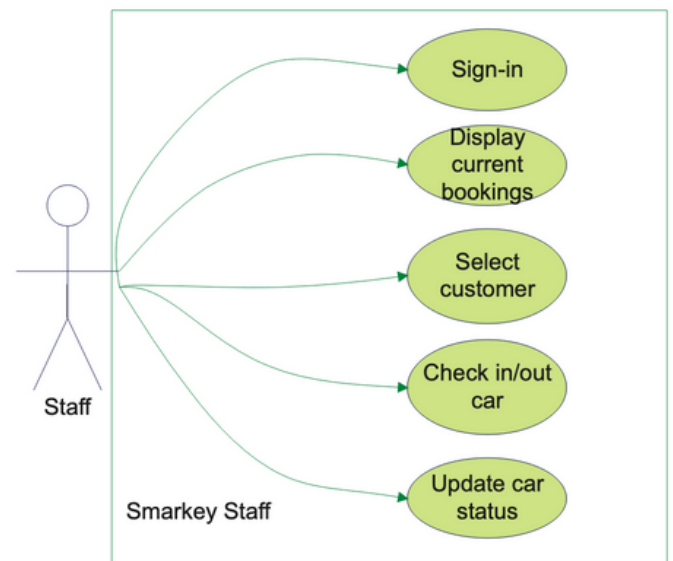 Sign-in
Display
current
bookings
Select
customer
Check in/out
car
Staff
Update car
status
Smarkey Staff